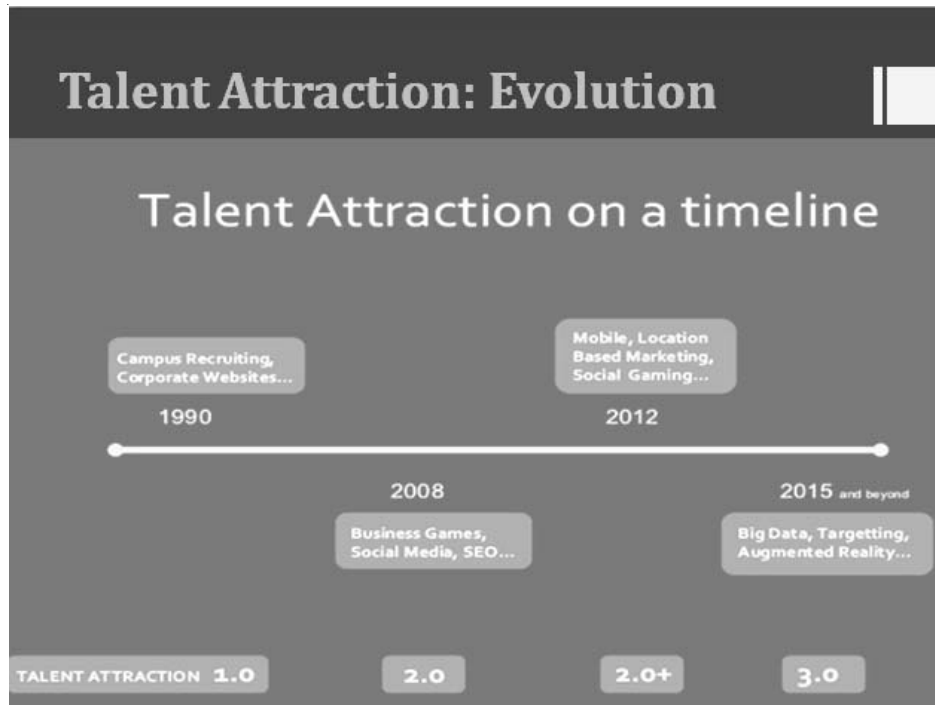 Talent Attraction: Evolution
Talent Attraction on a timeline
Campus Recruiting,
Corporate Websites...
1990
Mobile, Location
Based Marketing,
Social Gaming...
2012
2008
Business Games,
Social Media, SEO...
2015 and beyond
Big Data, Targetting,
Augmented Reality...
TALENT ATTRACTION 1.0
2.0
2.0+
3.0